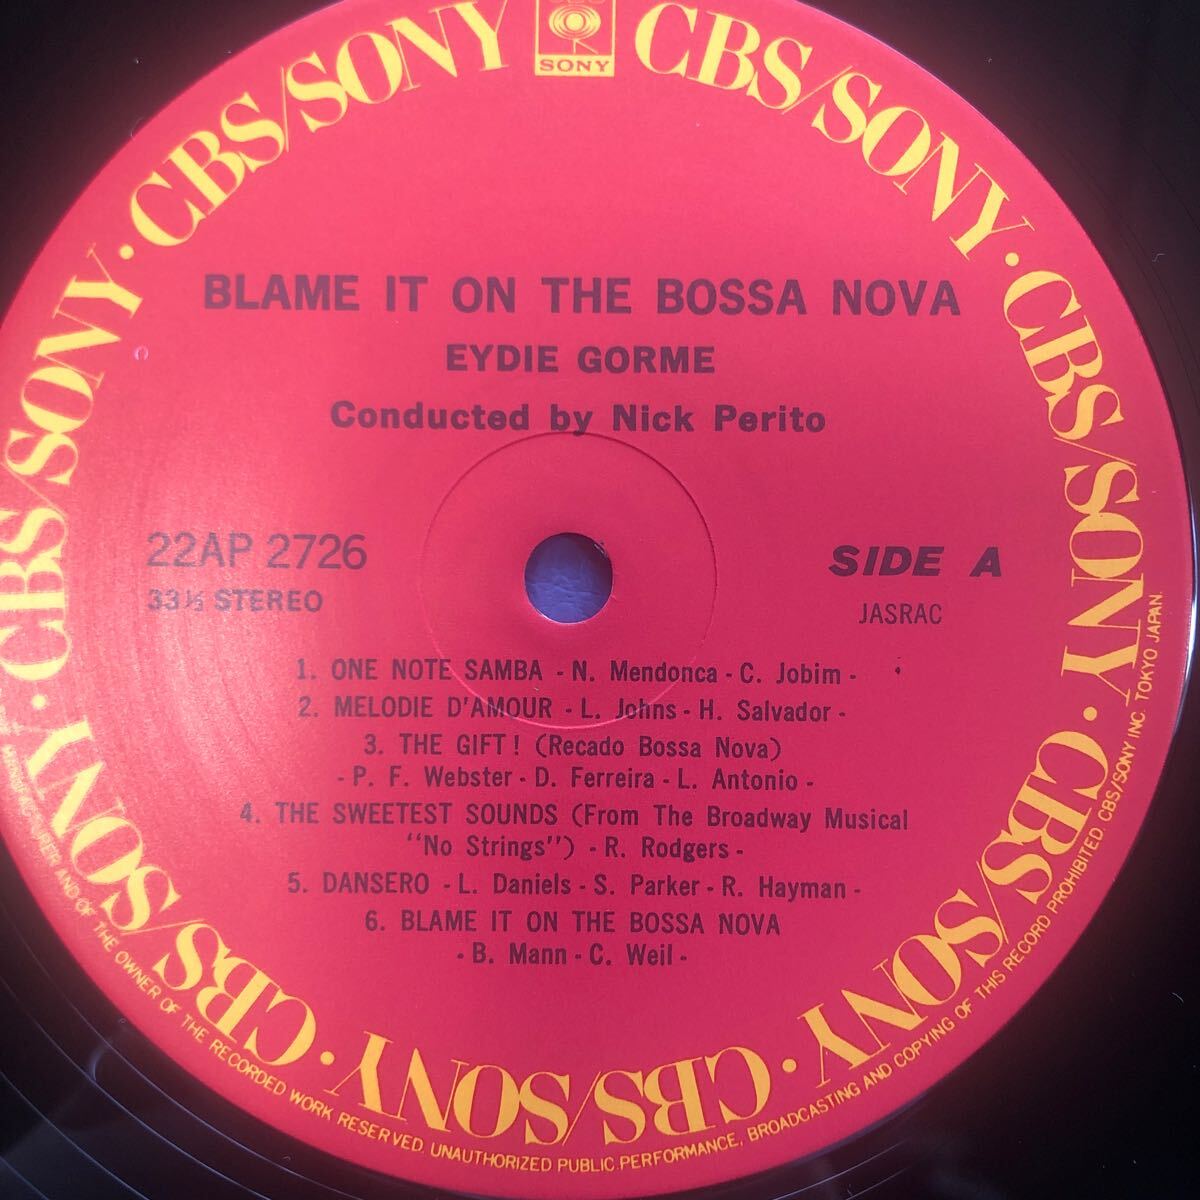 SONY
CBS/SONY · CBS/SONY · CBS/SONY · CBS/SONY · CBS/SONY · CBS/SONY · CBS/SONY · CBS/SONY
BLAME IT ON THE BOSSA NOVA
EYDIE GORME
Conducted by Nick Perito
22AP 2726
SIDE A
33⅓ STEREO
JASRAC
1. ONE NOTE SAMBA - N. Mendonca - C. Jobim -
2. MELODIE D'AMOUR - L. Johns - H. Salvador -
3. THE GIFT! (Recado Bossa Nova)
- P. F. Webster - D. Ferreira - L. Antonio -
4. THE SWEETEST SOUNDS (From The Broadway Musical
"No Strings") - R. Rodgers -
5. DANSERO - L. Daniels - S. Parker - R. Hayman -
6. BLAME IT ON THE BOSSA NOVA
- B. Mann - C. Weil -
AND OF THE OWNER OF THE RECORDED WORK RESERVED. UNAUTHORIZED PUBLIC PERFORMANCE, BROADCASTING AND COPYING OF THIS RECORD PROHIBITED. CBS/SONY INC. TOKYO JAPAN.